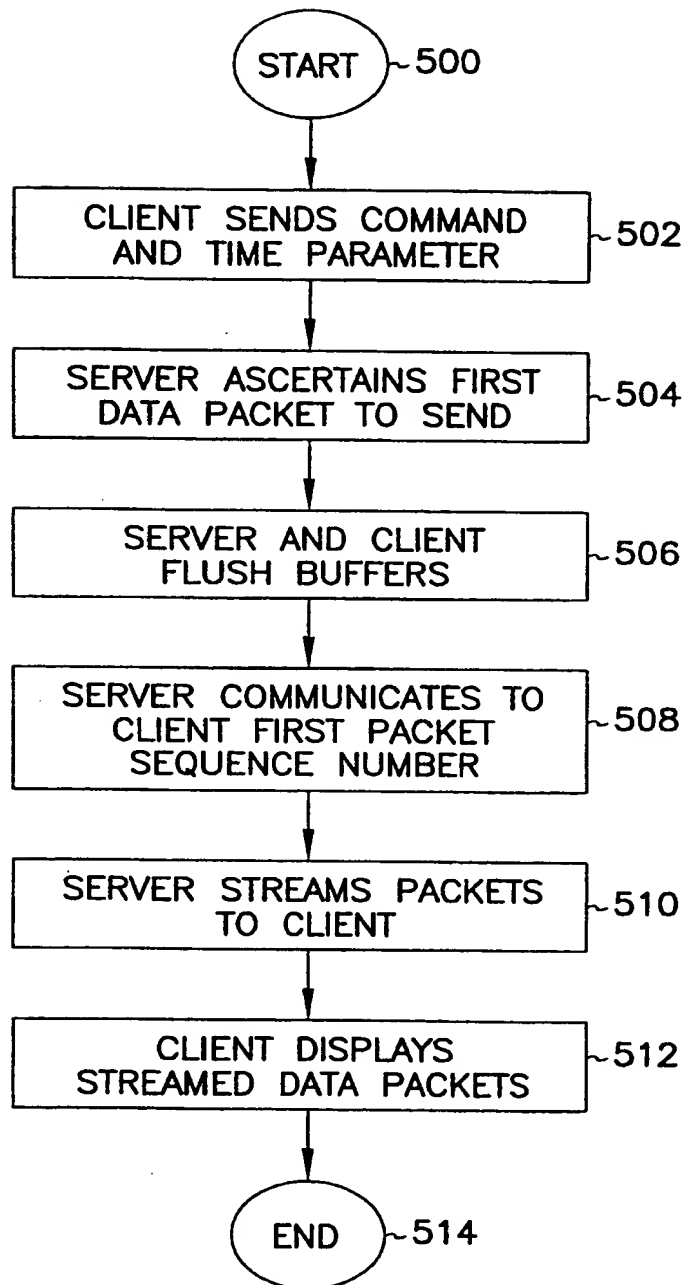 START 500
CLIENT SENDS COMMAND
AND TIME PARAMETER 502
SERVER ASCERTAINS FIRST
DATA PACKET TO SEND 504
SERVER AND CLIENT
FLUSH BUFFERS 506
SERVER COMMUNICATES TO
CLIENT FIRST PACKET 508
SEQUENCE NUMBER
SERVER STREAMS PACKETS
TO CLIENT 510
CLIENT DISPLAYS 512
STREAMED DATA PACKETS
END 514